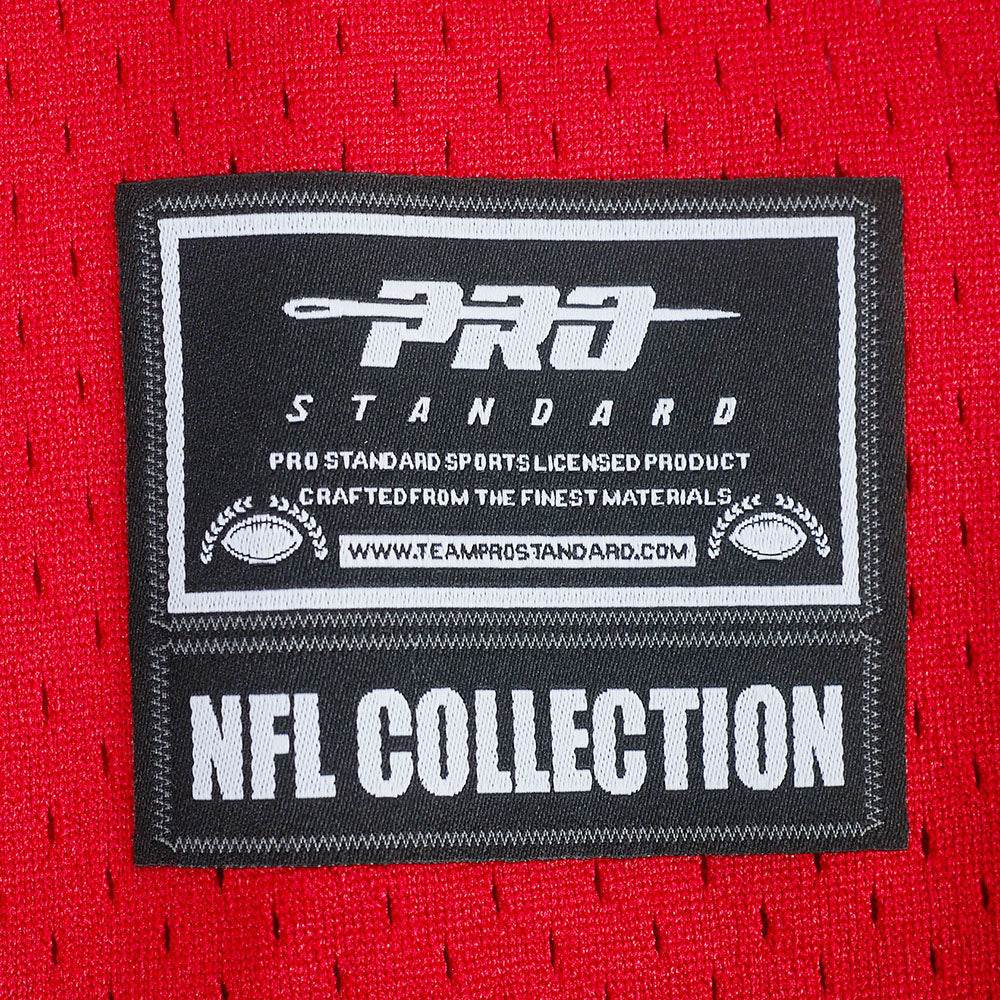 PRO
STANDARD
PRO STANDARD SPORTS LICENSED PRODUCT
CRAFTED FROM THE FINEST MATERIALS
WWW.TEAMPROSTANDARD.COM
NFL COLLECTION